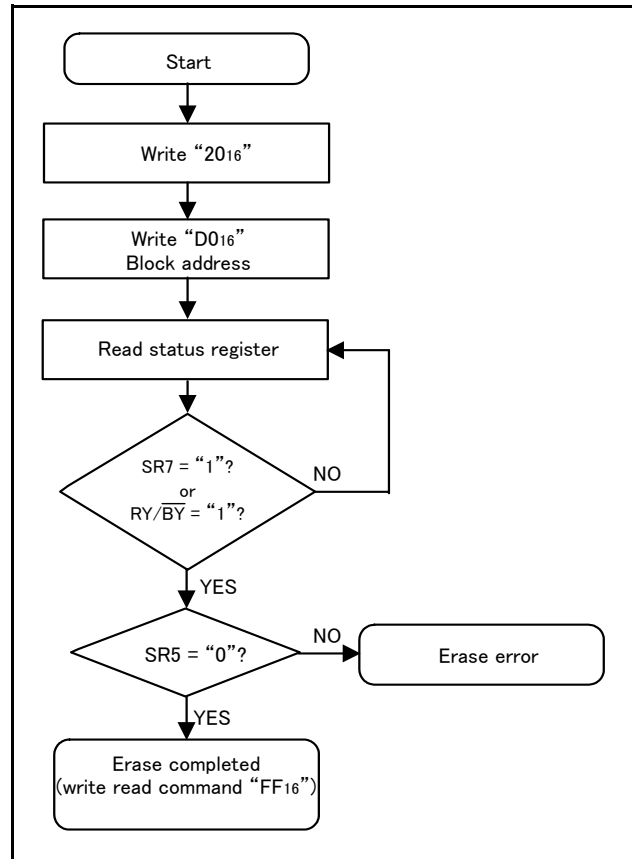 Start
Write “20₁₆”
Write “D0₁₆”
Block address
Read status register
SR7 = “1”?
or
RY/B̅Y̅ = “1”?
NO
YES
SR5 = “0”?
NO
Erase error
YES
Erase completed
(write read command “FF₁₆”)